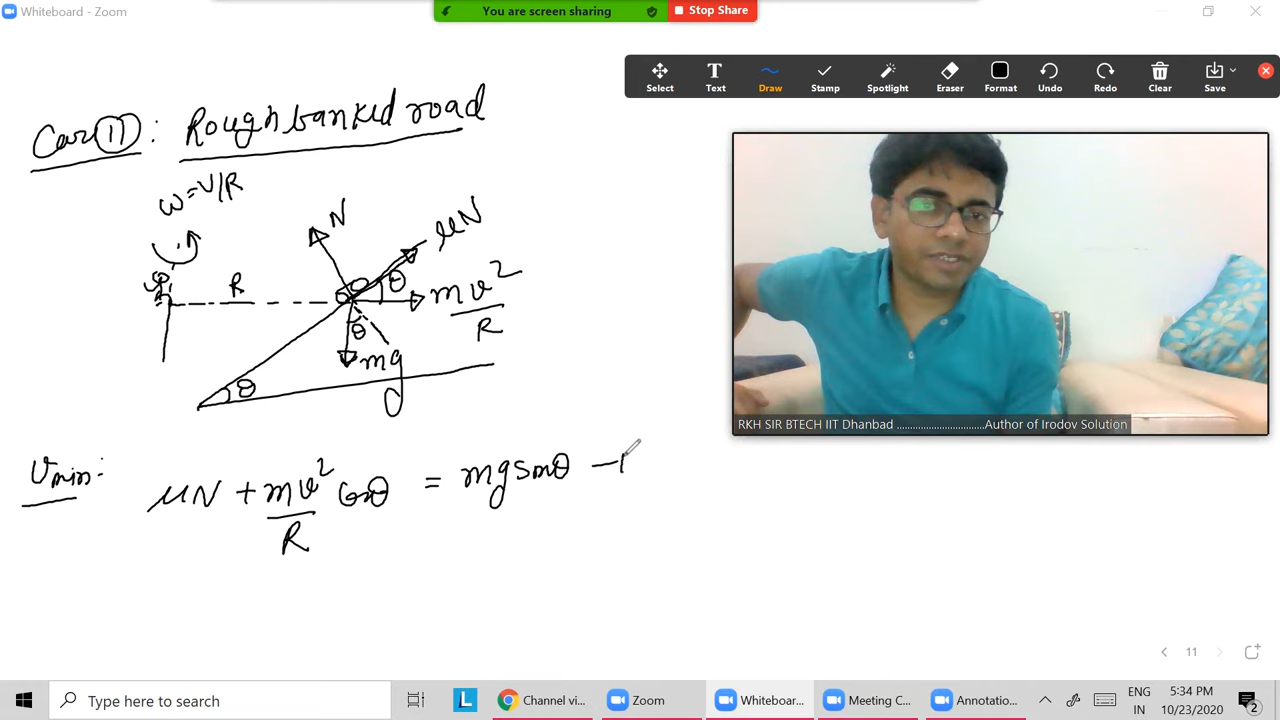 Whiteboard - Zoom
You are screen sharing
Stop Share
Select Text Draw Stamp Spotlight Eraser Format Undo Redo Clear Save
Case (11) : Rough banked road
ω = V/R
N
μN
θ
R
mv²/R
θ
mg
θ
RKH SIR BTECH IIT Dhanbad ................................Author of Irodov Solution
Vmin:
μN + mv²/R cosθ = mg sinθ —1
11
Type here to search
L
Channel vi...
Zoom
Whiteboar...
Meeting C...
Annotatio...
ENG
IN
5:34 PM
10/23/2020
2